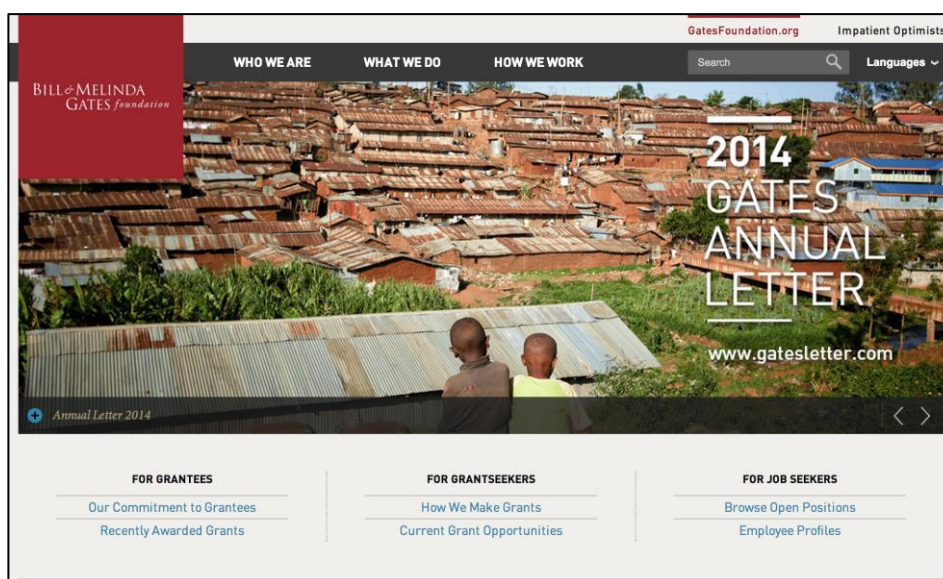 GatesFoundation.org Impatient Optimists
BILL & MELINDA
GATES foundation
WHO WE ARE WHAT WE DO HOW WE WORK Search Languages
2014
GATES
ANNUAL
LETTER
www.gatesletter.com
Annual Letter 2014
FOR GRANTEES
Our Commitment to Grantees
Recently Awarded Grants
FOR GRANTSEEKERS
How We Make Grants
Current Grant Opportunities
FOR JOB SEEKERS
Browse Open Positions
Employee Profiles